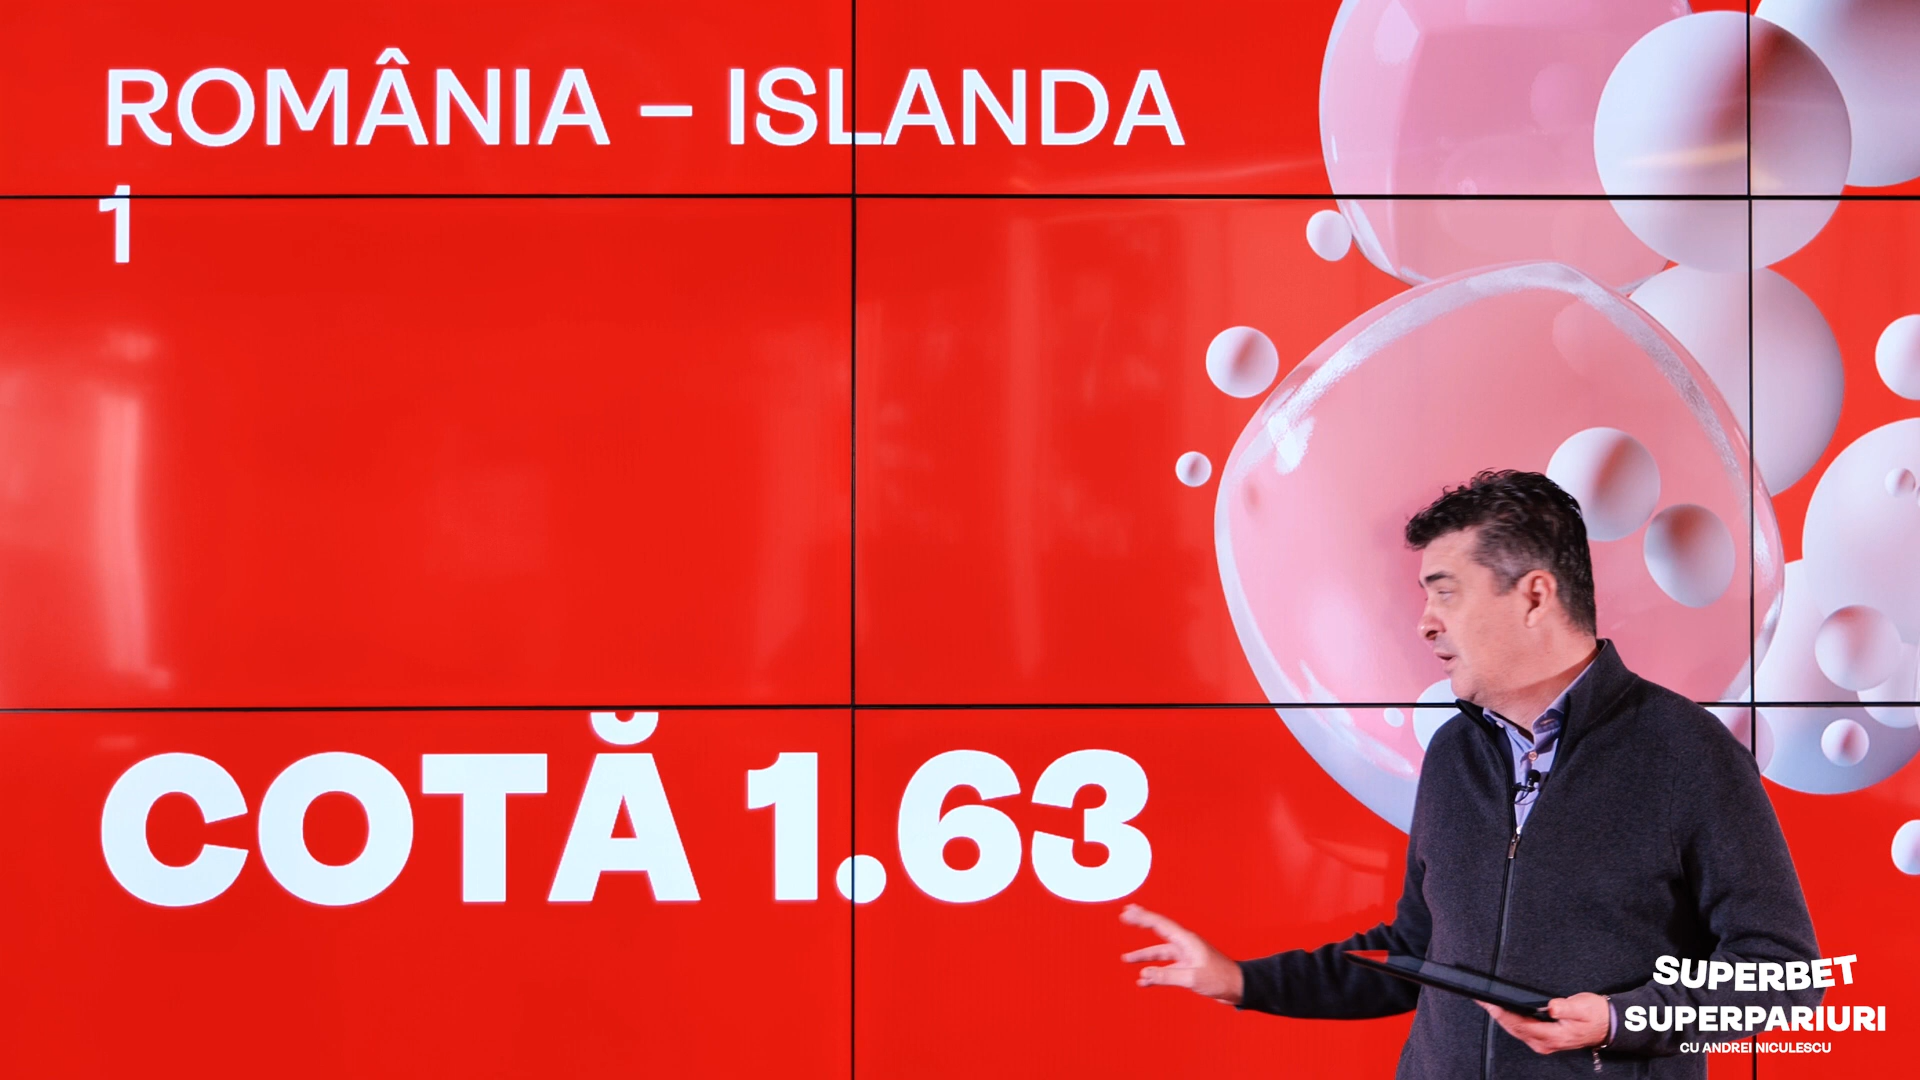 ROMÂNIA – ISLANDA
1
COTĂ 1.63
SUPERBET
SUPERPARIURI
CU ANDREI NICULESCU